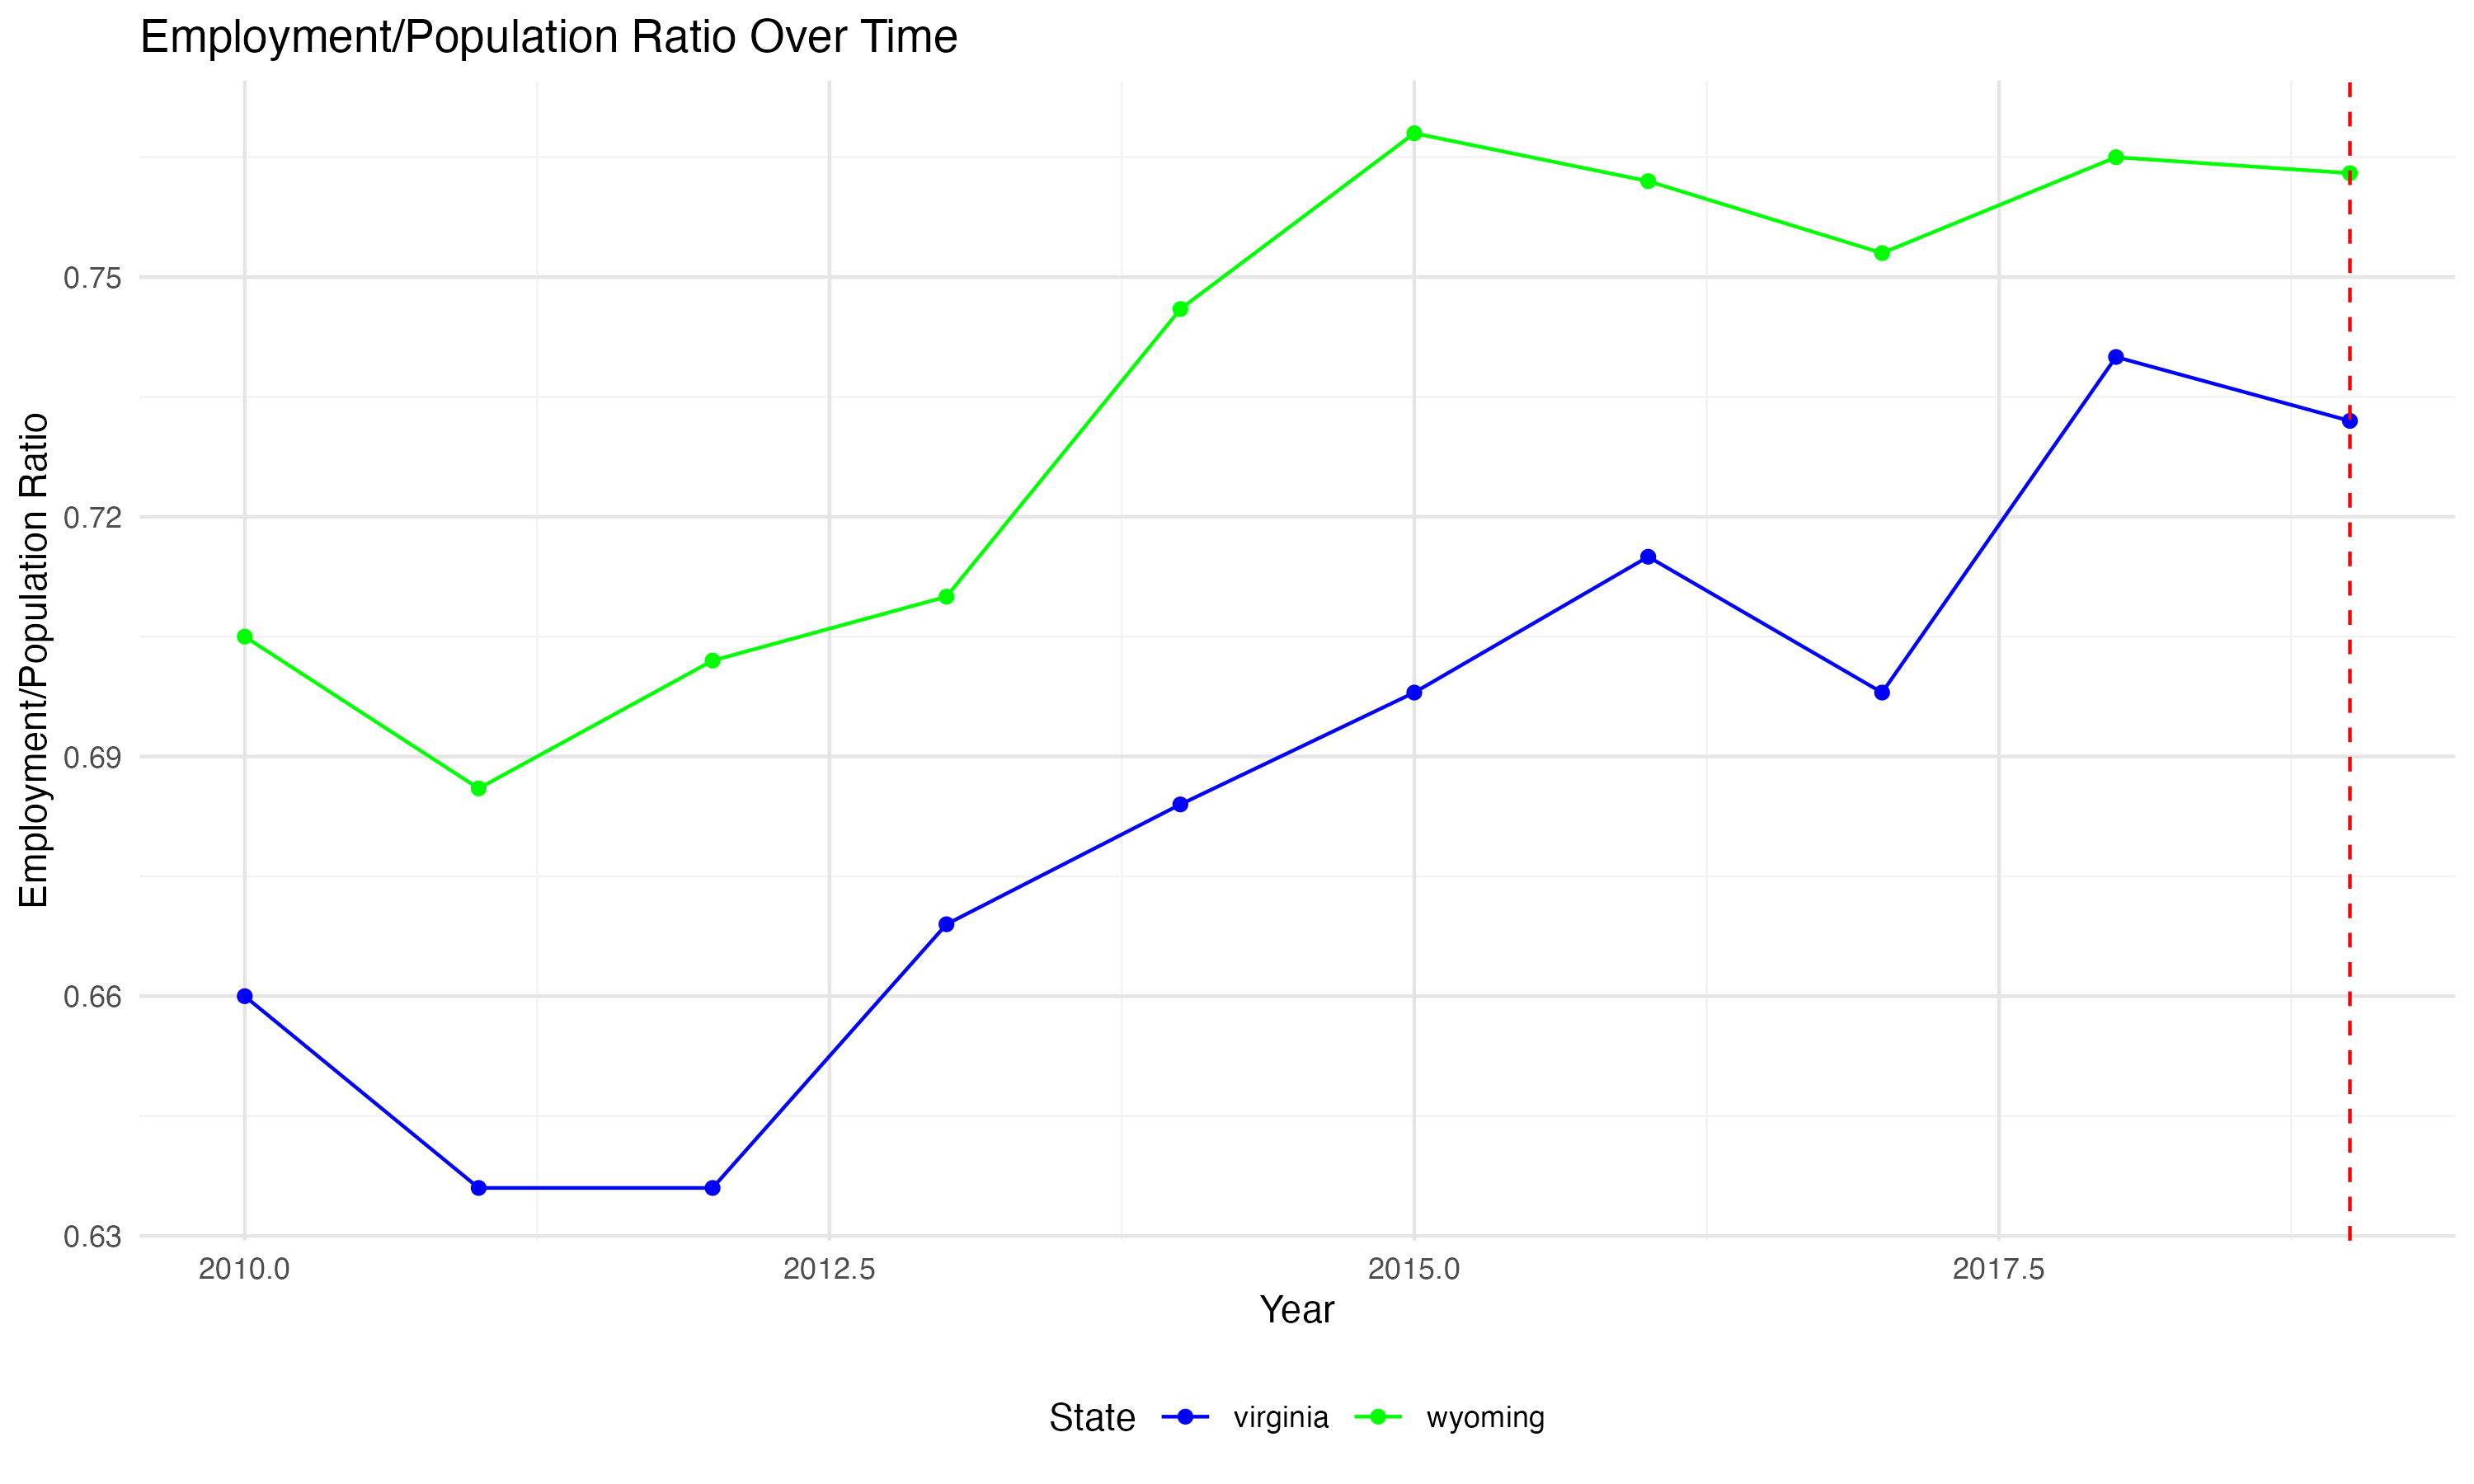 Employment/Population Ratio Over Time
Employment/Population Ratio
0.75
0.72
0.69
0.66
0.63
2010.0 2012.5 2015.0 2017.5
Year
State virginia wyoming